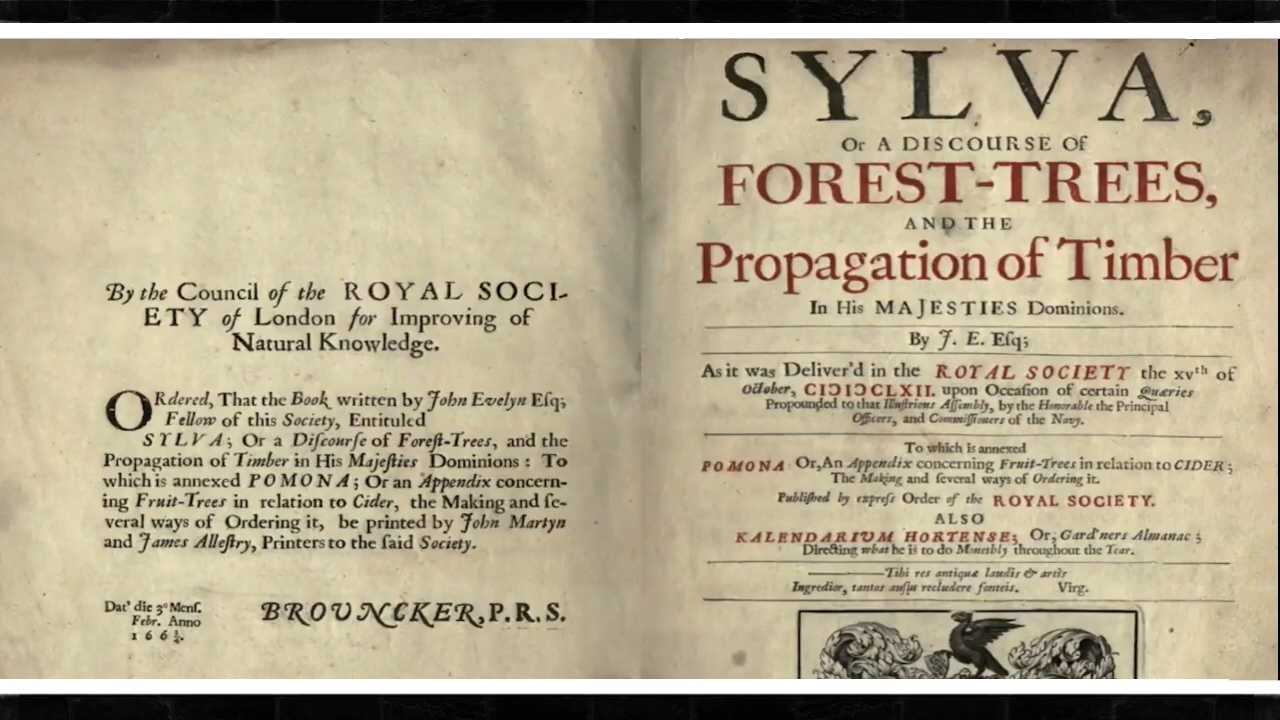 By the Council of the ROYAL SOCI-
ETY of London for Improving of
Natural Knowledge.
ORdered, That the Book written by John Evelyn Eſq;
Fellow of this Society, Entituled
SYLVA; Or a Diſcourſe of Foreſt-Trees, and the
Propagation of Timber in His Majeſties Dominions : To
which is annexed POMONA; Or an Appendix concern-
ing Fruit-Trees in relation to Cider, the Making and ſe-
veral ways of Ordering it, be printed by John Martyn
and James Alleſtry, Printers to the ſaid Society.
Dat' die 3° Menſ.
Febr. Anno
166¾.
BROUNCKER, P.R.S.
SYLVA,
Or A DISCOURSE Of
FOREST-TREES,
AND THE
Propagation of Timber
In His MAJESTIES Dominions.
By J. E. Eſq;
As it was Deliver'd in the ROYAL SOCIETY the xvth of
October, CIↃIↃCLXII. upon Occaſion of certain Quæries
Propounded to that Illuſtrious Aſſembly, by the Honorable the Principal
Officers, and Commiſſioners of the Navy.
To which is annexed
POMONA Or, An Appendix concerning Fruit-Trees in relation to CIDER;
The Making and ſeveral ways of Ordering it.
Publiſhed by expreſs Order of the ROYAL SOCIETY.
ALSO
KALENDARIUM HORTENSE; Or, Gard'ners Almanac;
Directing what he is to do Monethly throughout the Year.
———Tibi res antiquæ laudis & artis
Ingredior, tantos auſus recludere fonteis. Virg.